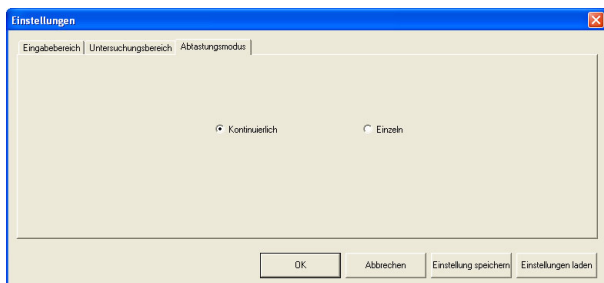 Einstellungen
Eingabebereich Untersuchungsbereich Abtastungsmodus
Kontinuierlich Einzeln
OK Abbrechen Einstellung speichern Einstellungen laden